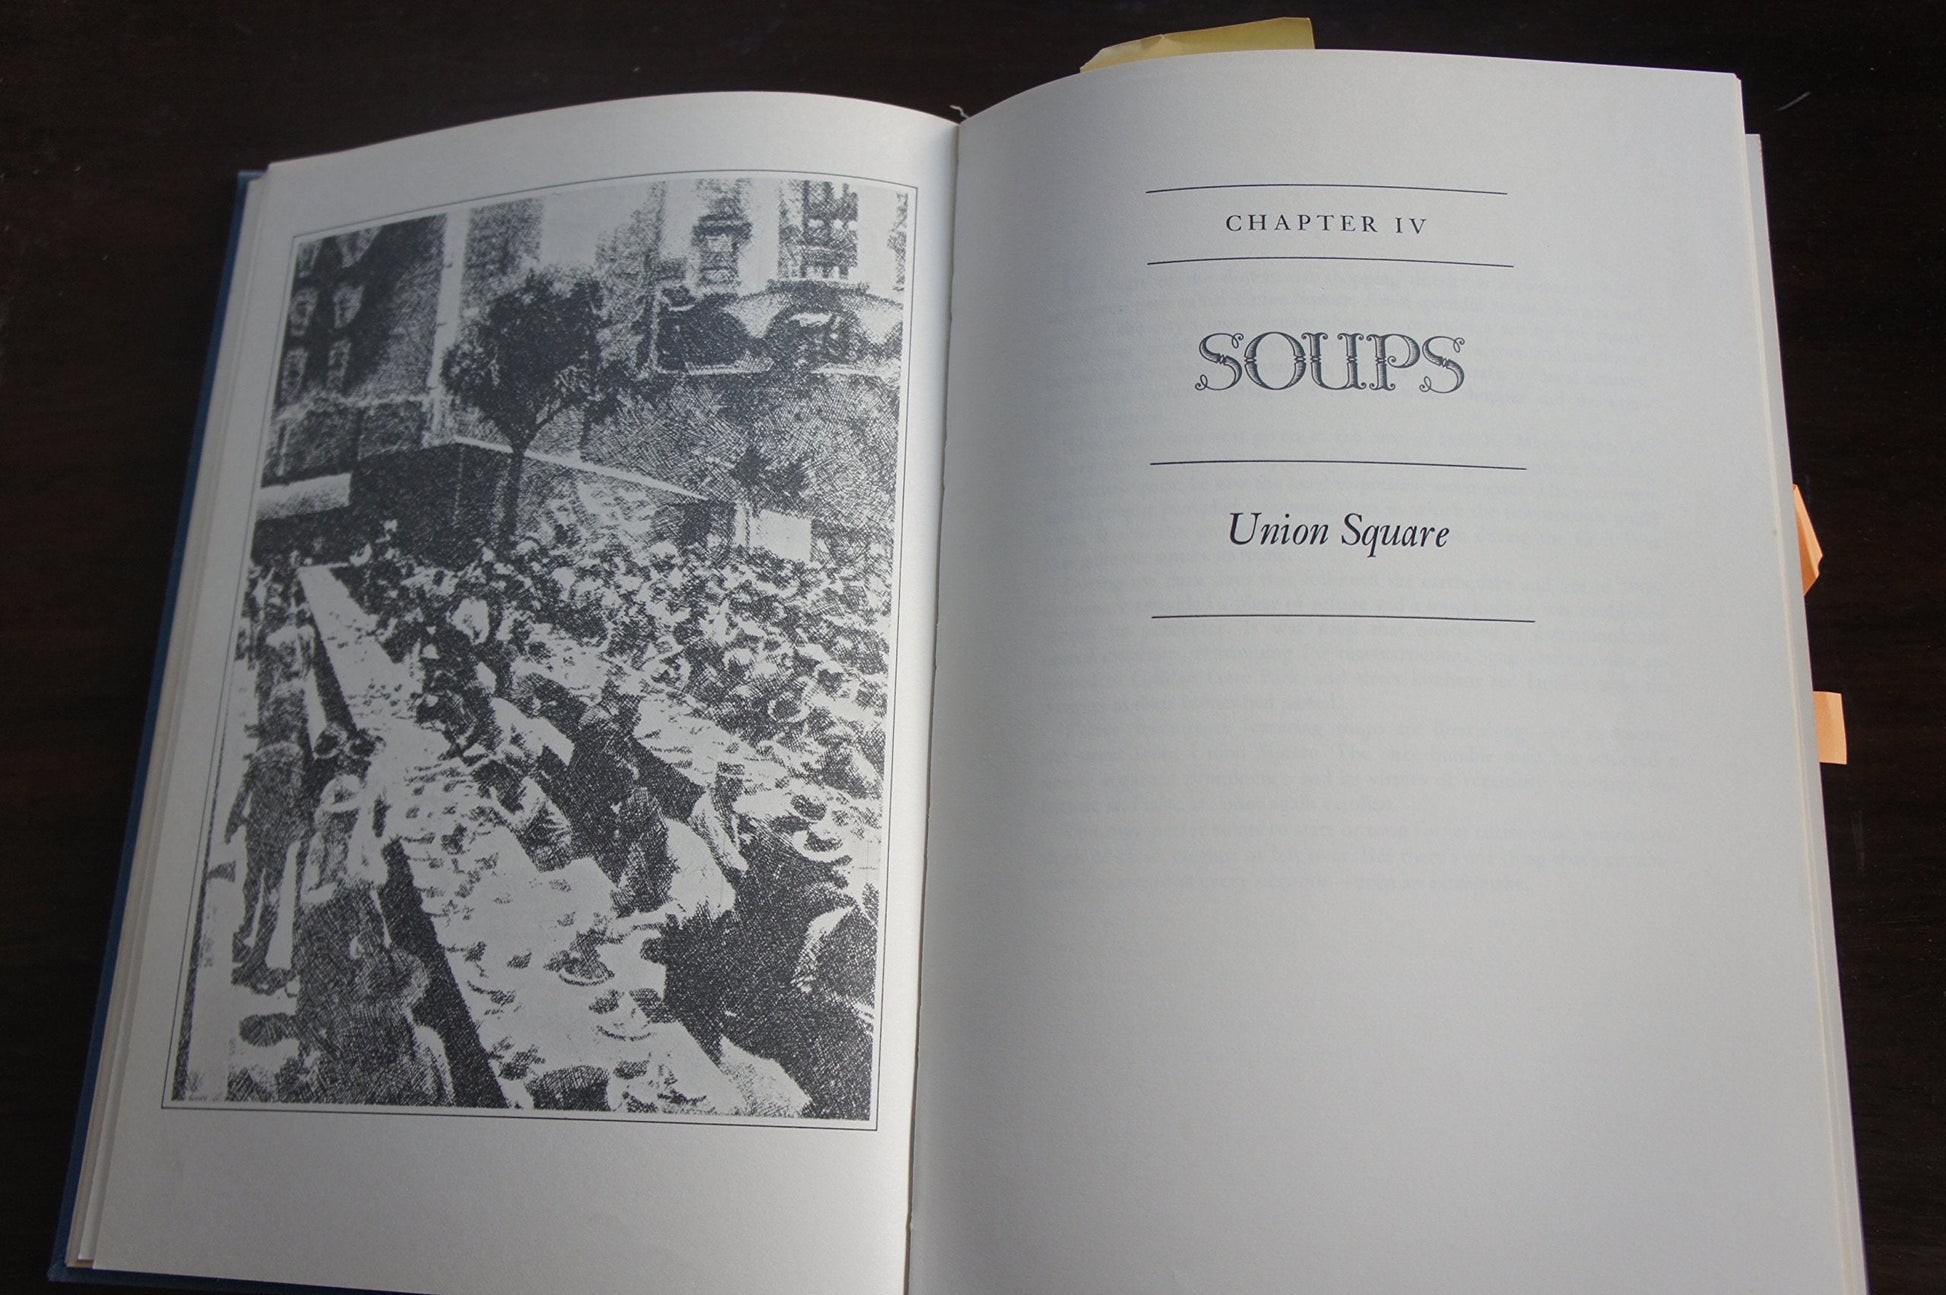 CHAPTER IV
SOUPS
Union Square